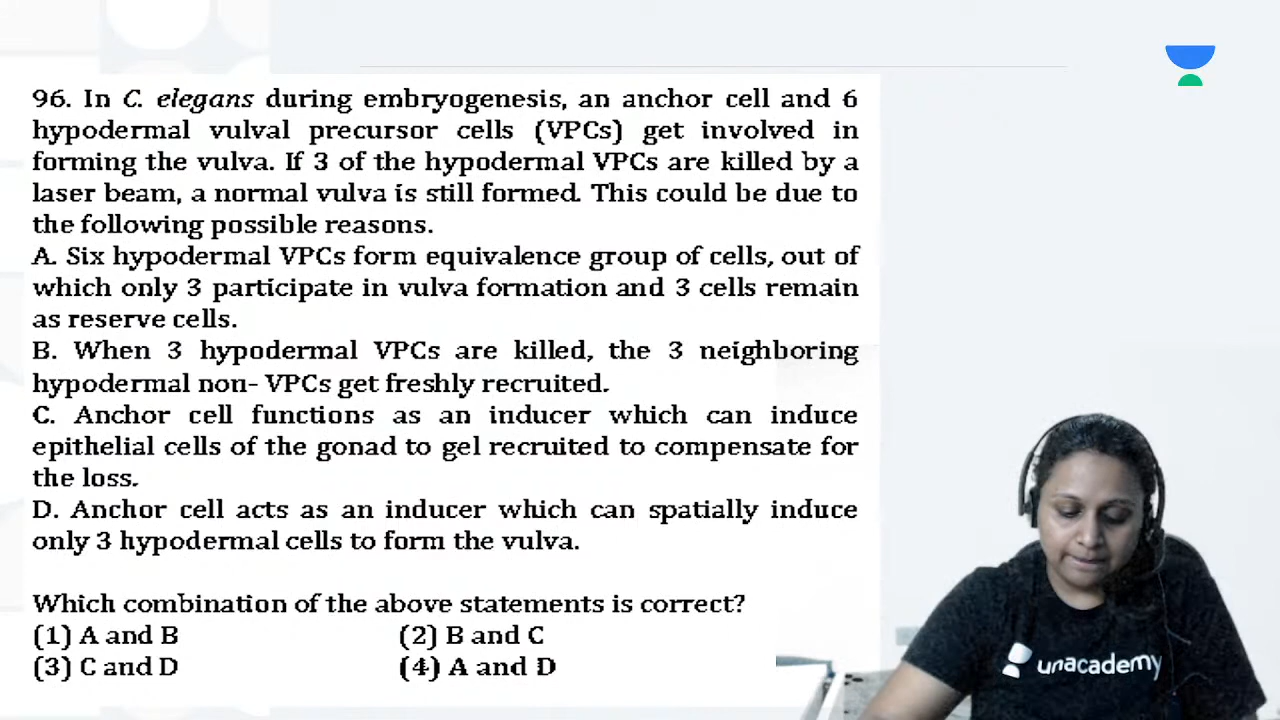 96. In C. elegans during embryogenesis, an anchor cell and 6
hypodermal vulval precursor cells (VPCs) get involved in
forming the vulva. If 3 of the hypodermal VPCs are killed by a
laser beam, a normal vulva is still formed. This could be due to
the following possible reasons.
A. Six hypodermal VPCs form equivalence group of cells, out of
which only 3 participate in vulva formation and 3 cells remain
as reserve cells.
B. When 3 hypodermal VPCs are killed, the 3 neighboring
hypodermal non- VPCs get freshly recruited.
C. Anchor cell functions as an inducer which can induce
epithelial cells of the gonad to gel recruited to compensate for
the loss.
D. Anchor cell acts as an inducer which can spatially induce
only 3 hypodermal cells to form the vulva.
Which combination of the above statements is correct?
(1) A and B (2) B and C
(3) C and D (4) A and D
unacademy